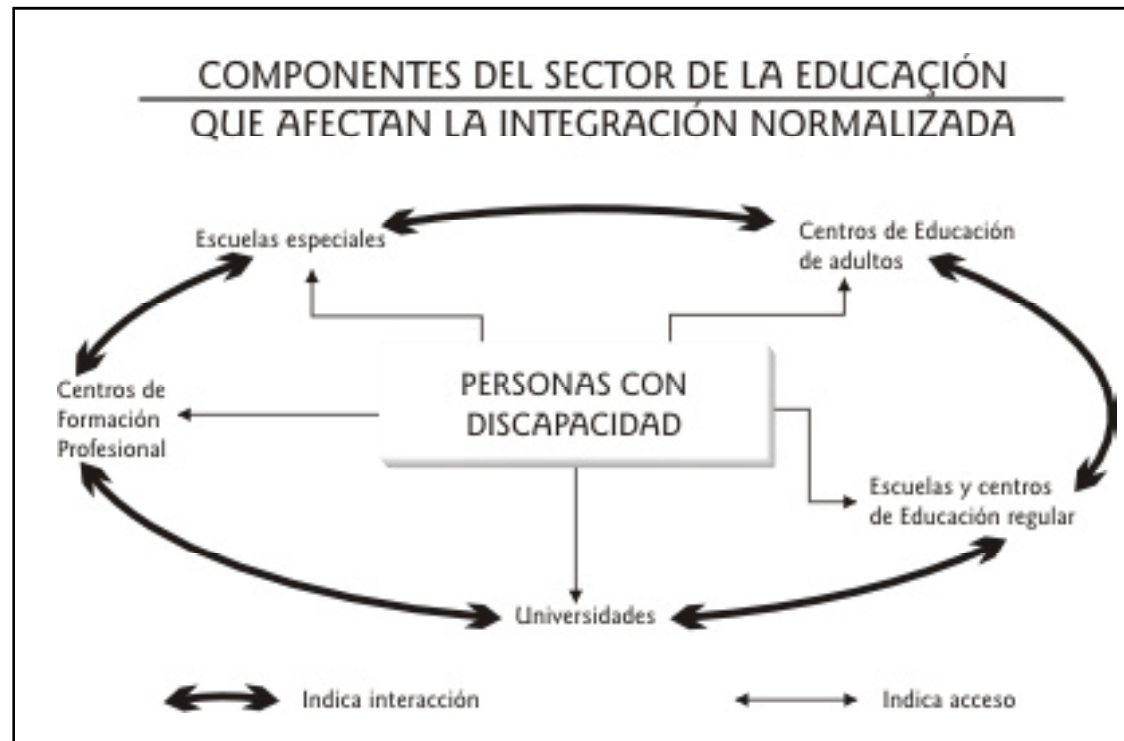 COMPONENTES DEL SECTOR DE LA EDUCACIÓN
QUE AFECTAN LA INTEGRACIÓN NORMALIZADA
Escuelas especiales
Centros de Educación
de adultos
PERSONAS CON
DISCAPACIDAD
Centros de
Formación
Profesional
Escuelas y centros
de Educación regular
Universidades
Indica interacción
Indica acceso